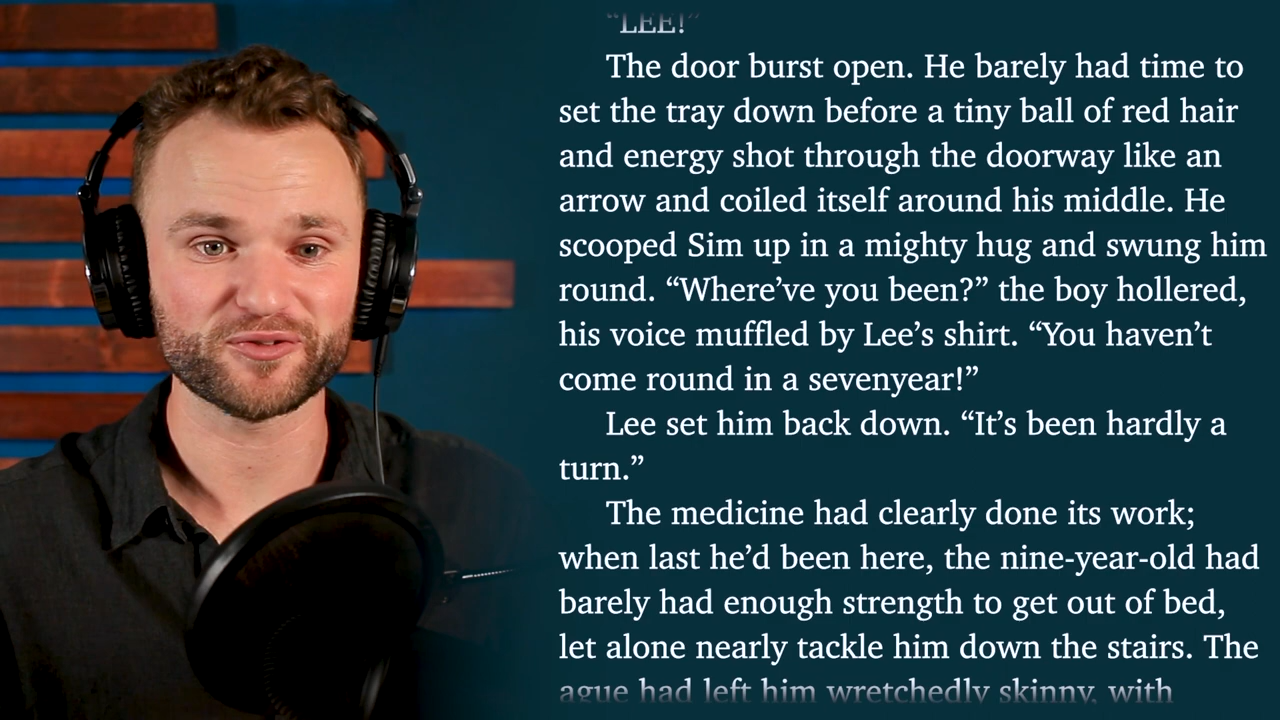 “LEE!”
The door burst open. He barely had time to
set the tray down before a tiny ball of red hair
and energy shot through the doorway like an
arrow and coiled itself around his middle. He
scooped Sim up in a mighty hug and swung him
round. “Where’ve you been?” the boy hollered,
his voice muffled by Lee’s shirt. “You haven’t
come round in a sevenyear!”
Lee set him back down. “It’s been hardly a
turn.”
The medicine had clearly done its work;
when last he’d been here, the nine-year-old had
barely had enough strength to get out of bed,
let alone nearly tackle him down the stairs. The
ague had left him wretchedly skinny, with